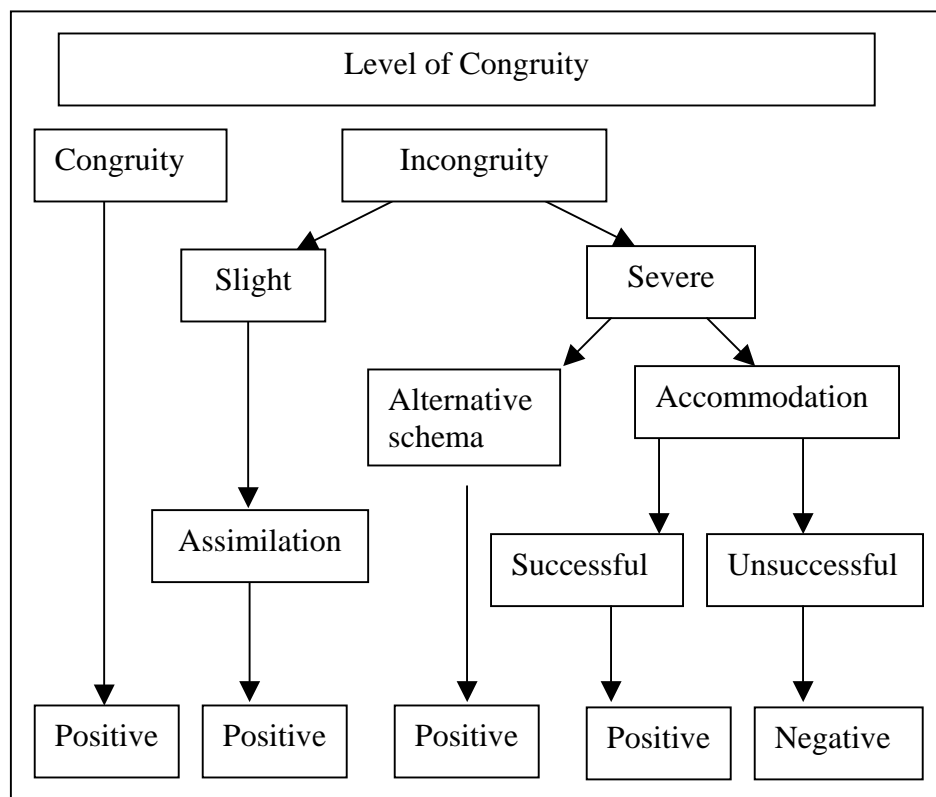 Level of Congruity
Congruity
Incongruity
Slight
Severe
Alternative
schema
Accommodation
Assimilation
Successful
Unsuccessful
Positive
Positive
Positive
Positive
Negative